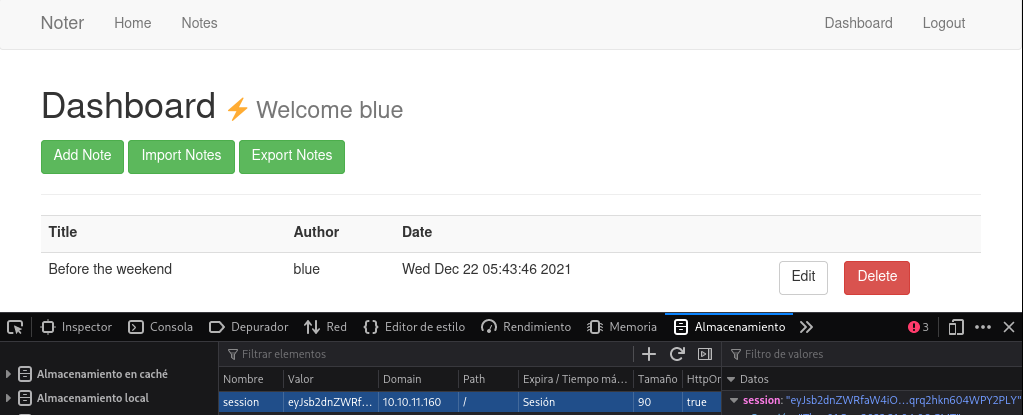 Noter Home Notes Dashboard Logout
Dashboard ⚡ Welcome blue
Add Note Import Notes Export Notes
Title Author Date
Before the weekend blue Wed Dec 22 05:43:46 2021 Edit Delete
Inspector Consola Depurador Red Editor de estilo Rendimiento Memoria Almacenamiento 3
Filtrar elementos Filtro de valores
Almacenamiento en caché Nombre Valor Domain Path Expira / Tiempo má... Tamaño HttpOr Datos
Almacenamiento local session eyJsb2dnZWRf... 10.10.11.160 / Sesión 90 true session: "eyJsb2dnZWRfaW4iO...qrq2hkn604WPY2PLY"